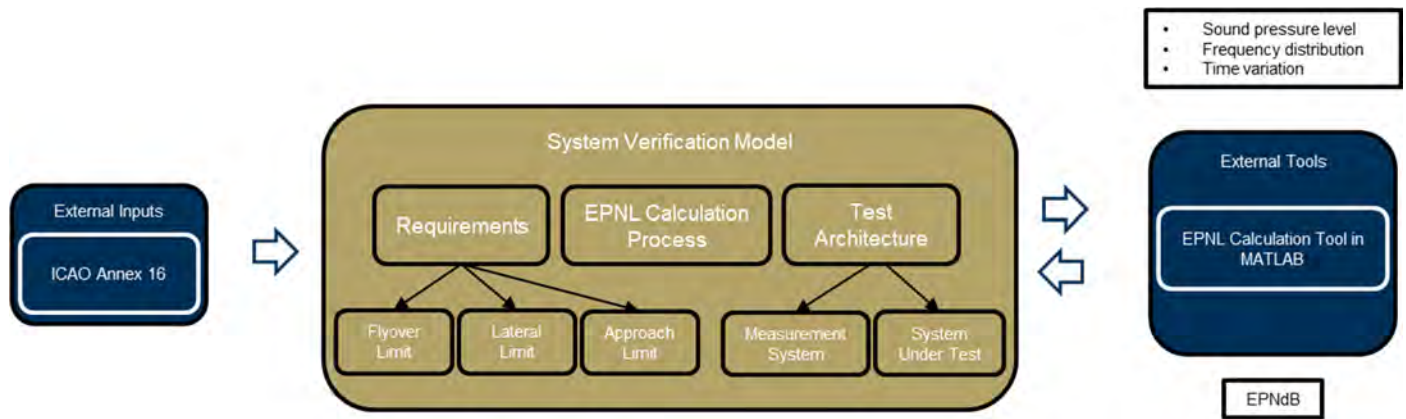 • Sound pressure level
• Frequency distribution
• Time variation
System Verification Model
External Inputs
ICAO Annex 16
Requirements
EPNL Calculation
Process
Test
Architecture
Flyover
Limit
Lateral
Limit
Approach
Limit
Measurement
System
System
Under Test
External Tools
EPNL Calculation Tool in
MATLAB
EPNdB